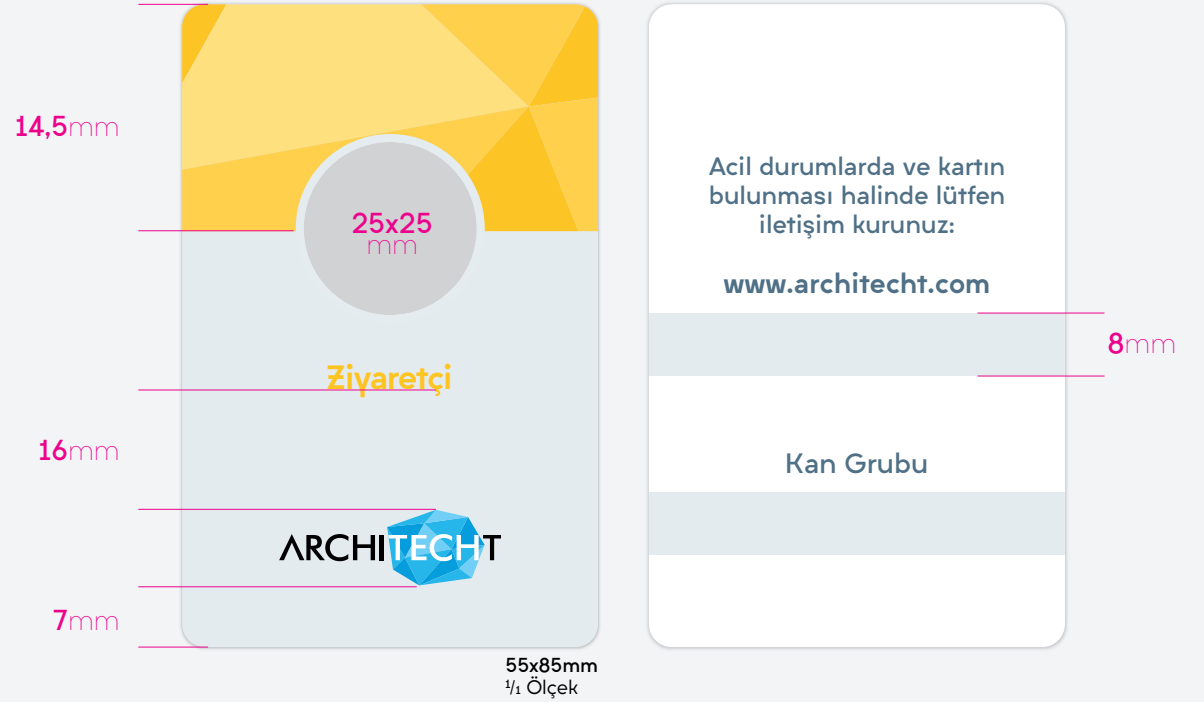 14,5mm
25x25
mm
Ziyaretçi
16mm
ARCHITECHT
7mm
55x85mm
1/1 Ölçek
Acil durumlarda ve kartın
bulunması halinde lütfen
iletişim kurunuz:
www.architecht.com
8mm
Kan Grubu